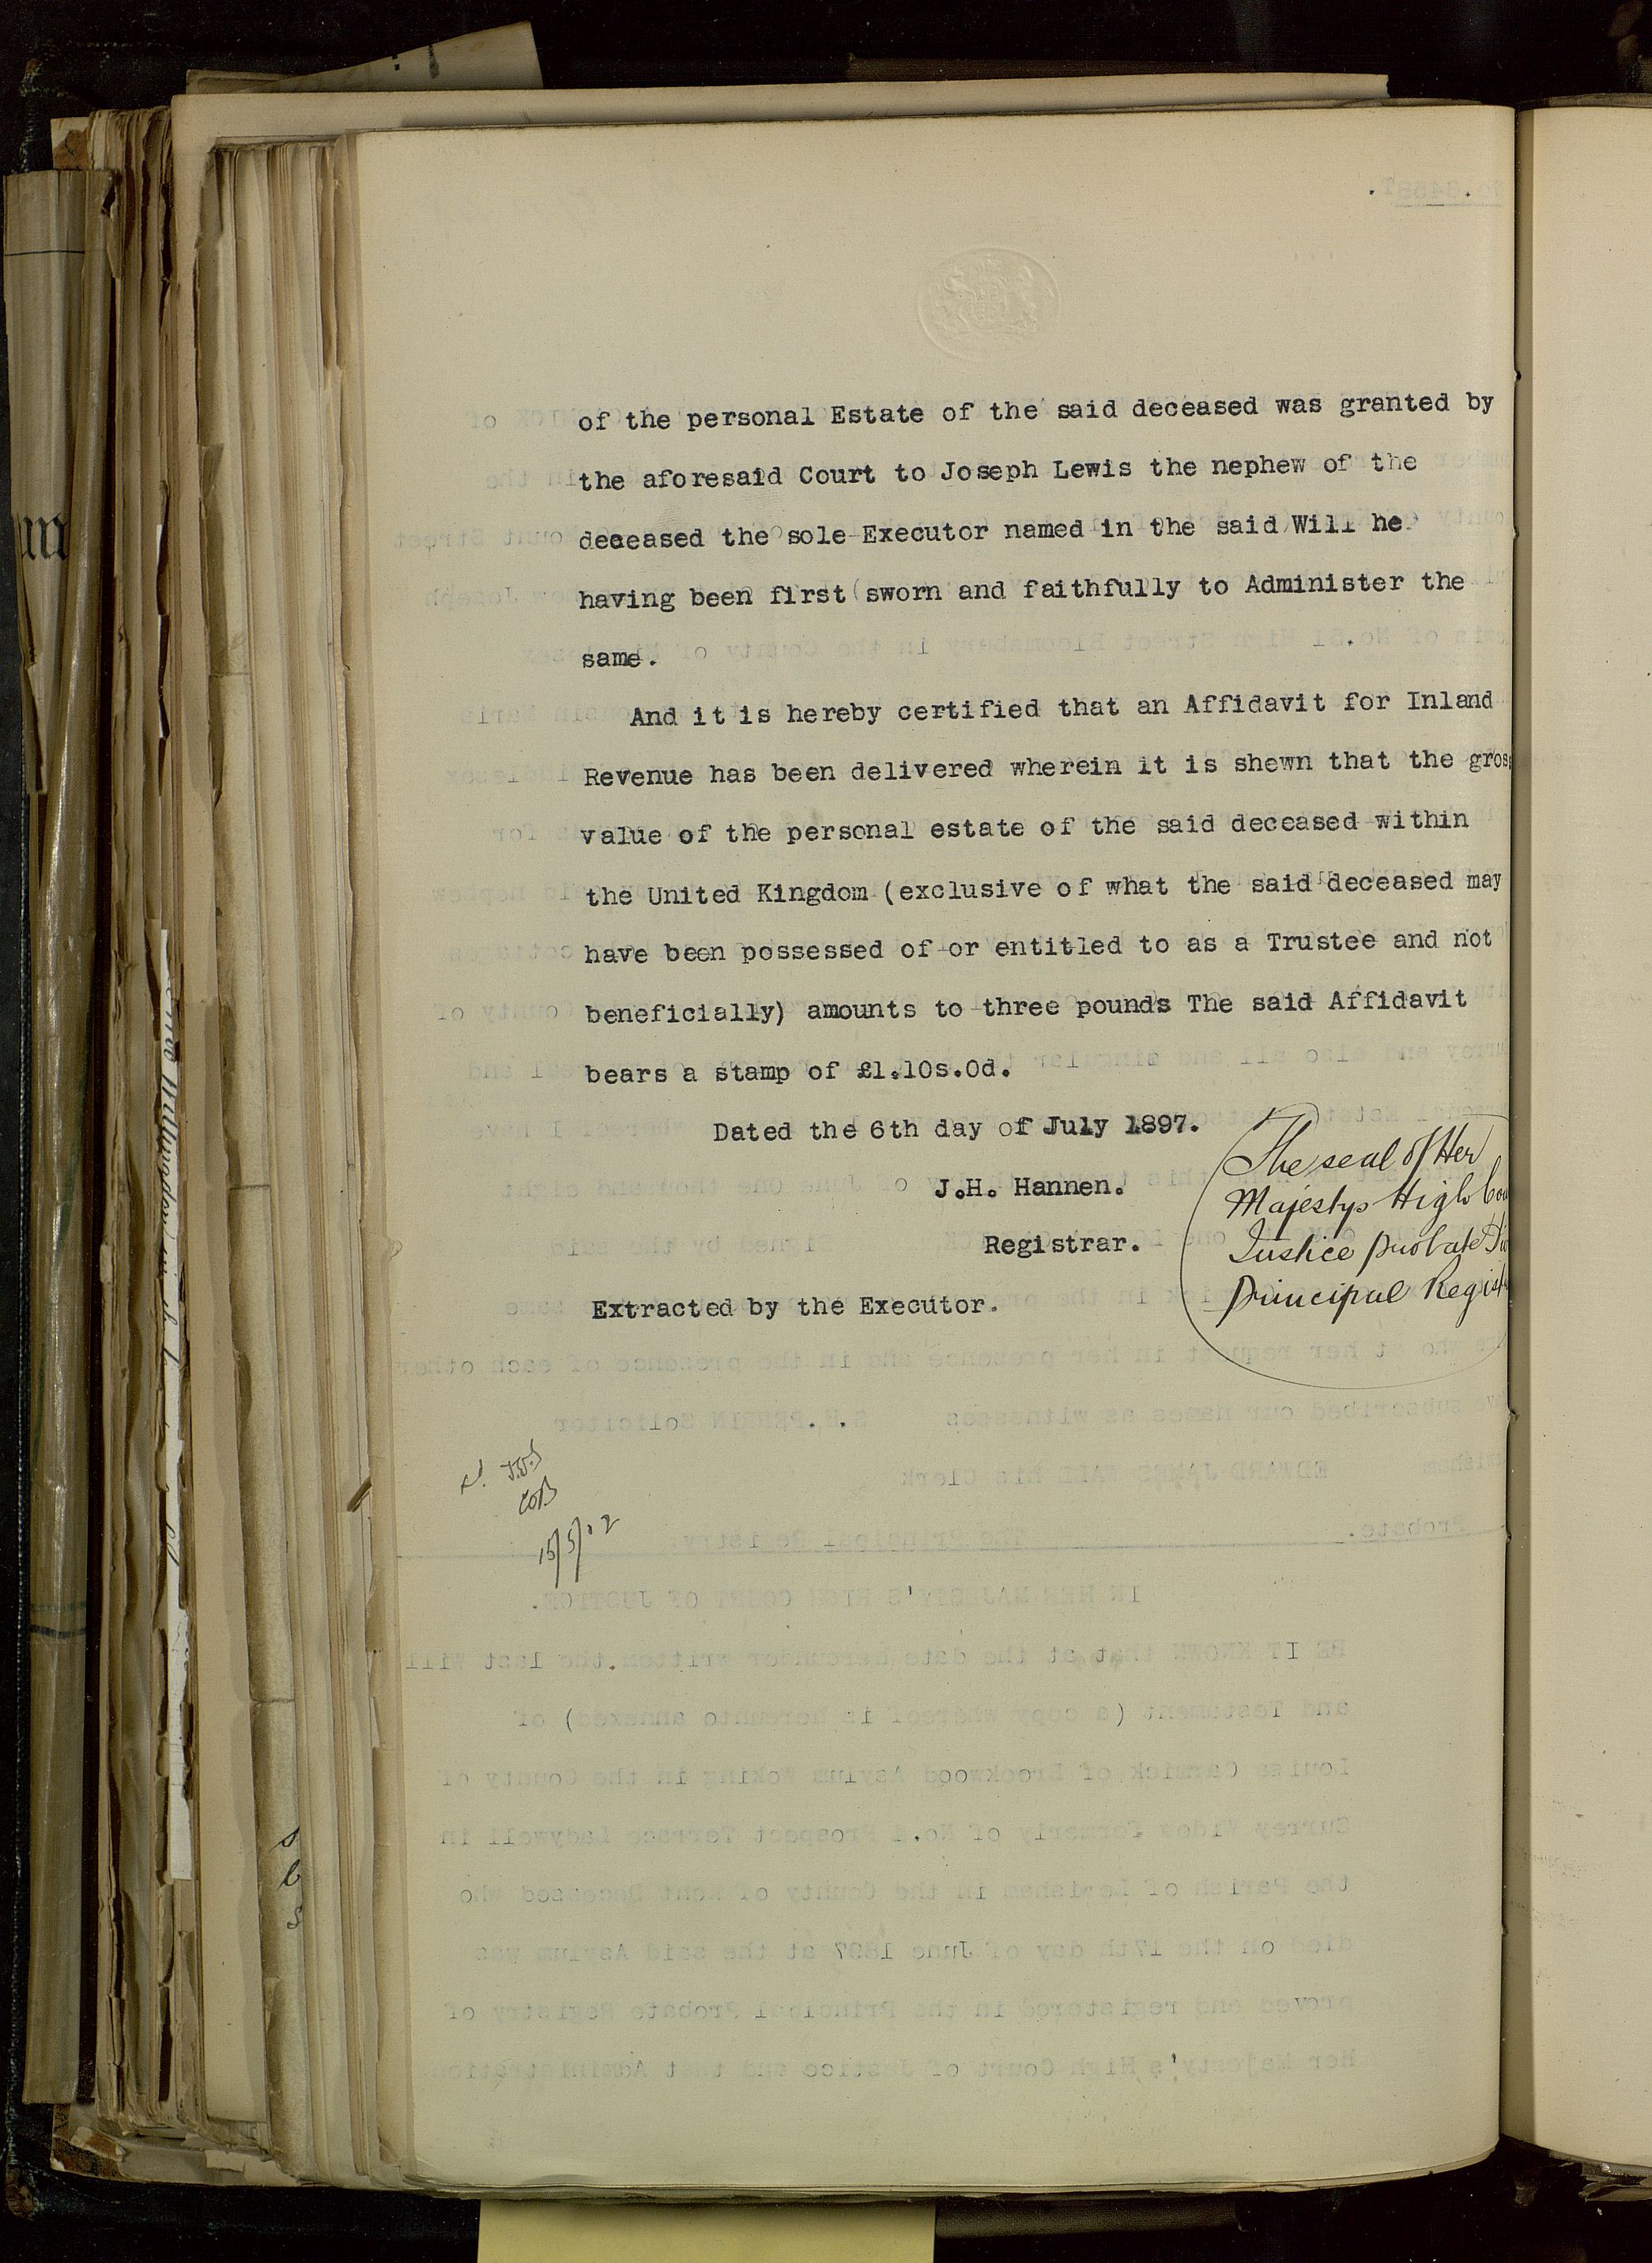 of the personal Estate of the said deceased was granted by
the aforesaid Court to Joseph Lewis the nephew of the
deceased the sole Executor named in the said Will he
having been first sworn and faithfully to Administer the
same.
And it is hereby certified that an Affidavit for Inland
Revenue has been delivered wherein it is shewn that the gross
value of the personal estate of the said deceased within
the United Kingdom (exclusive of what the said deceased may
have been possessed of or entitled to as a Trustee and not
beneficially) amounts to three pounds The said Affidavit
bears a stamp of £1.10s.0d.
Dated the 6th day of July 1897.
J.H. Hannen.
Registrar.
The seal of Her
Majestys High Cou
Justice Probate Div
Principal Regist
Extracted by the Executor.
15/5/02